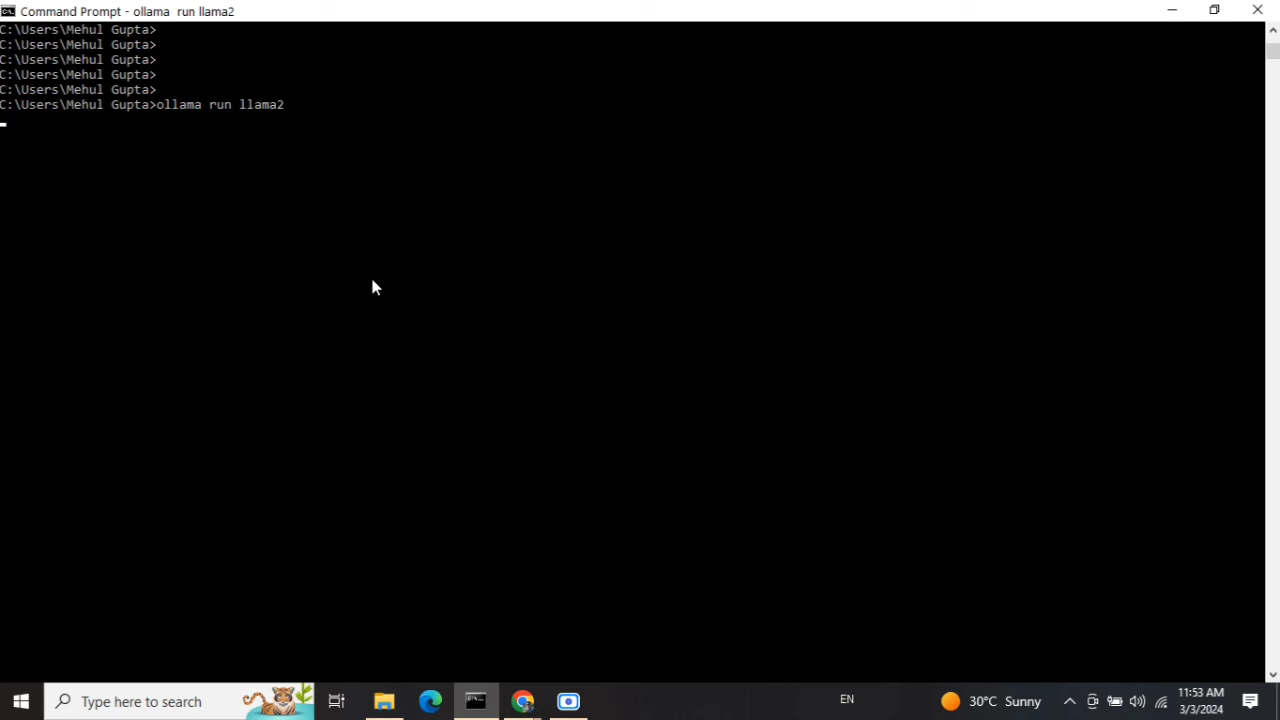 Command Prompt - ollama  run llama2
C:\Users\Mehul Gupta>
C:\Users\Mehul Gupta>
C:\Users\Mehul Gupta>
C:\Users\Mehul Gupta>
C:\Users\Mehul Gupta>
C:\Users\Mehul Gupta>ollama run llama2
Type here to search
EN
30°C Sunny
11:53 AM
3/3/2024